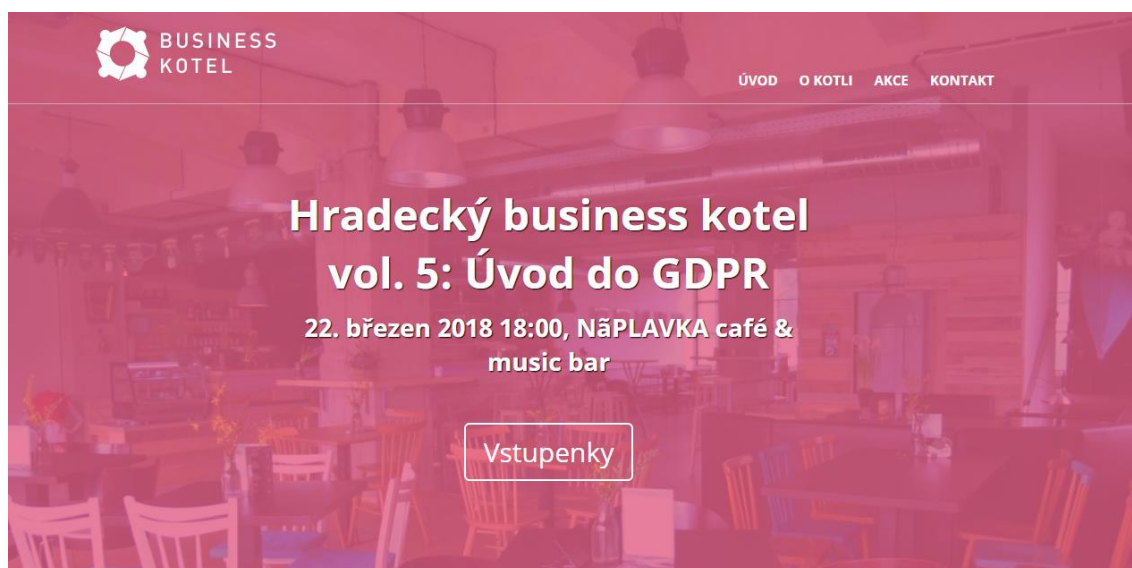 BUSINESS
KOTEL
ÚVOD O KOTLI AKCE KONTAKT
Hradecký business kotel
vol. 5: Úvod do GDPR
22. březen 2018 18:00, NãPLAVKA café &
music bar
Vstupenky